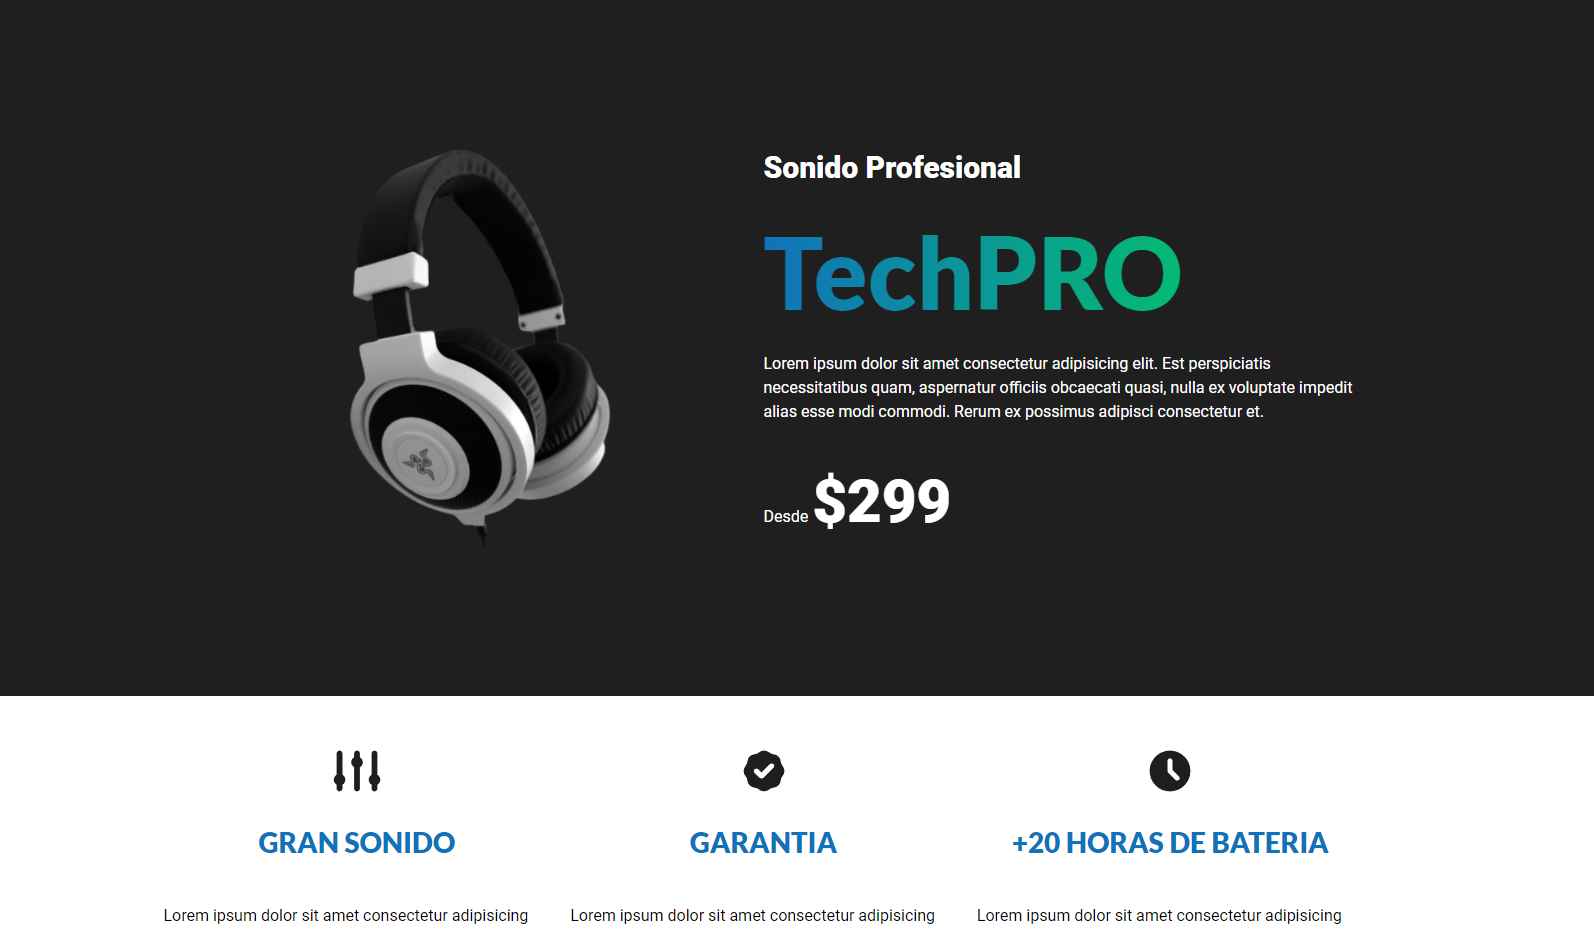 Sonido Profesional
TechPRO
Lorem ipsum dolor sit amet consectetur adipisicing elit. Est perspiciatis
necessitatibus quam, aspernatur officiis obcaecati quasi, nulla ex voluptate impedit
alias esse modi commodi. Rerum ex possimus adipisci consectetur et.
Desde $299
GRAN SONIDO
GARANTIA
+20 HORAS DE BATERIA
Lorem ipsum dolor sit amet consectetur adipisicing
Lorem ipsum dolor sit amet consectetur adipisicing
Lorem ipsum dolor sit amet consectetur adipisicing